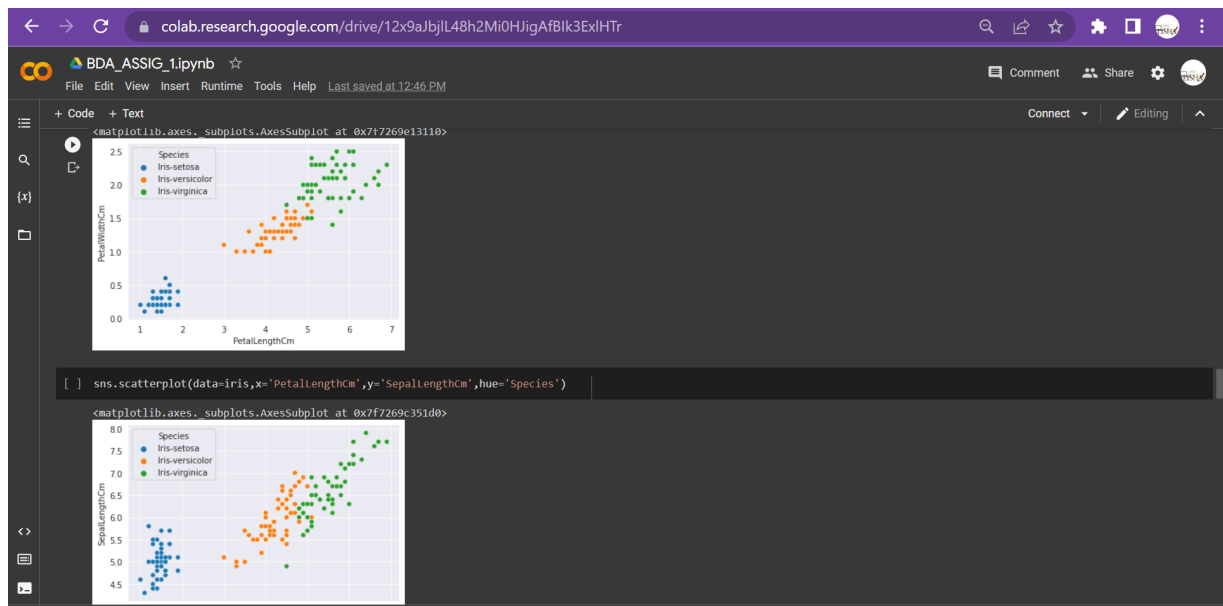 colab.research.google.com/drive/12x9aJbjlL48h2Mi0HJigAfBIk3ExlHTr
BDA_ASSIG_1.ipynb
Comment Share
File Edit View Insert Runtime Tools Help Last saved at 12:46 PM
+ Code + Text
Connect Editing
<matplotlib.axes._subplots.AxesSubplot at 0x7f7269e13110>
Species
Iris-setosa
Iris-versicolor
Iris-virginica
2.5
2.0
1.5
1.0
0.5
0.0
PetalWidthCm
1 2 3 4 5 6 7
PetalLengthCm
{x}
[ ] sns.scatterplot(data=iris,x='PetalLengthCm',y='SepalLengthCm',hue='Species')
<matplotlib.axes._subplots.AxesSubplot at 0x7f7269c351d0>
Species
Iris-setosa
Iris-versicolor
Iris-virginica
8.0
7.5
7.0
6.5
6.0
5.5
5.0
4.5
SepalLengthCm